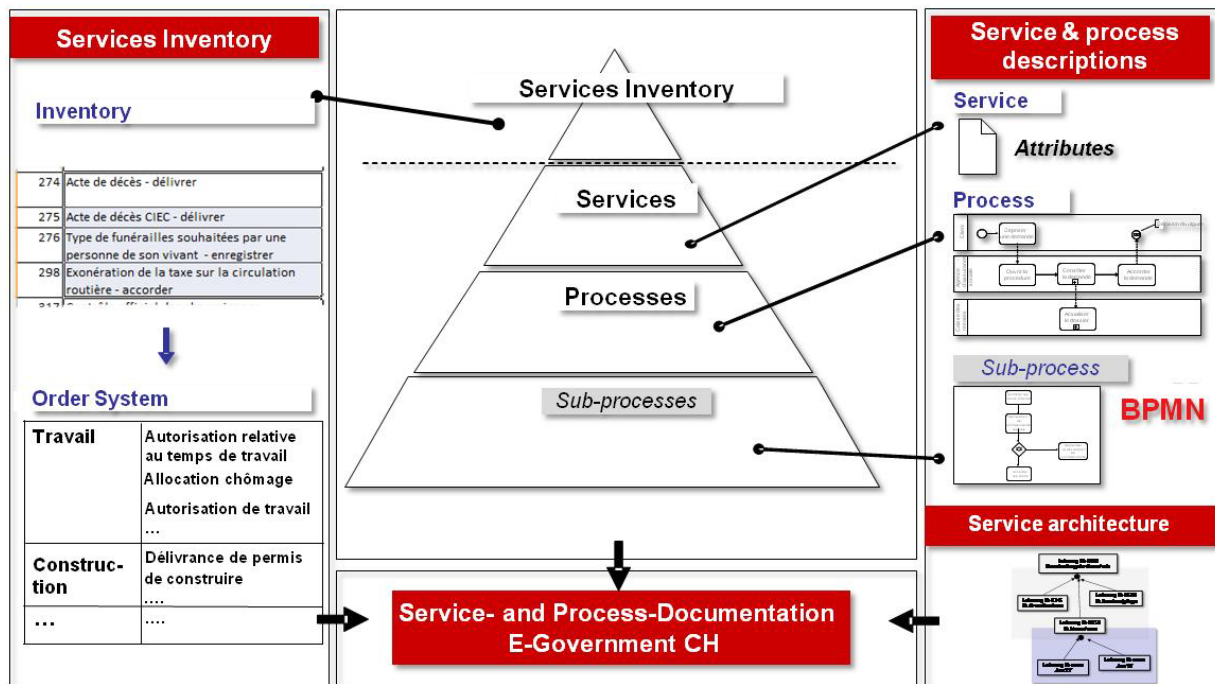 Services Inventory
Inventory
274 Acte de décès - délivrer
275 Acte de décès CIEC - délivrer
276 Type de funérailles souhaitées par une
personne de son vivant - enregistrer
298 Exonération de la taxe sur la circulation
routière - accorder
Order System
Travail
Autorisation relative
au temps de travail
Allocation chômage
Autorisation de travail
...
Construc-
tion
Délivrance de permis
de construire
....
...
....
Services Inventory
Services
Processes
Sub-processes
Service- and Process-Documentation
E-Government CH
Service & process
descriptions
Service
Attributes
Process
Ouvrir la
procédure
Sub-process
BPMN
Service architecture